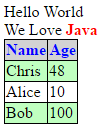 Hello World
We Love Java
Name Age
Chris 48
Alice 10
Bob 100